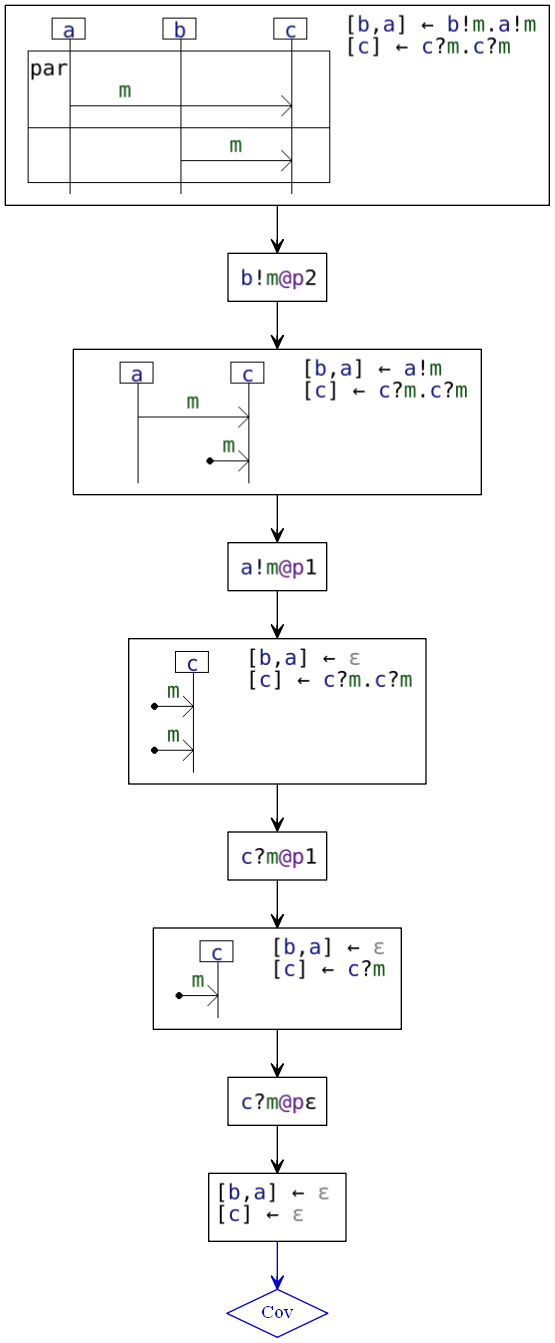 a b c [b,a] ← b!m.a!m
[c] ← c?m.c?m
par
m
m
b!m@p2
a c [b,a] ← a!m
[c] ← c?m.c?m
m
m
a!m@p1
c [b,a] ← ε
[c] ← c?m.c?m
m
m
c?m@p1
c [b,a] ← ε
[c] ← c?m
m
c?m@pε
[b,a] ← ε
[c] ← ε
Cov